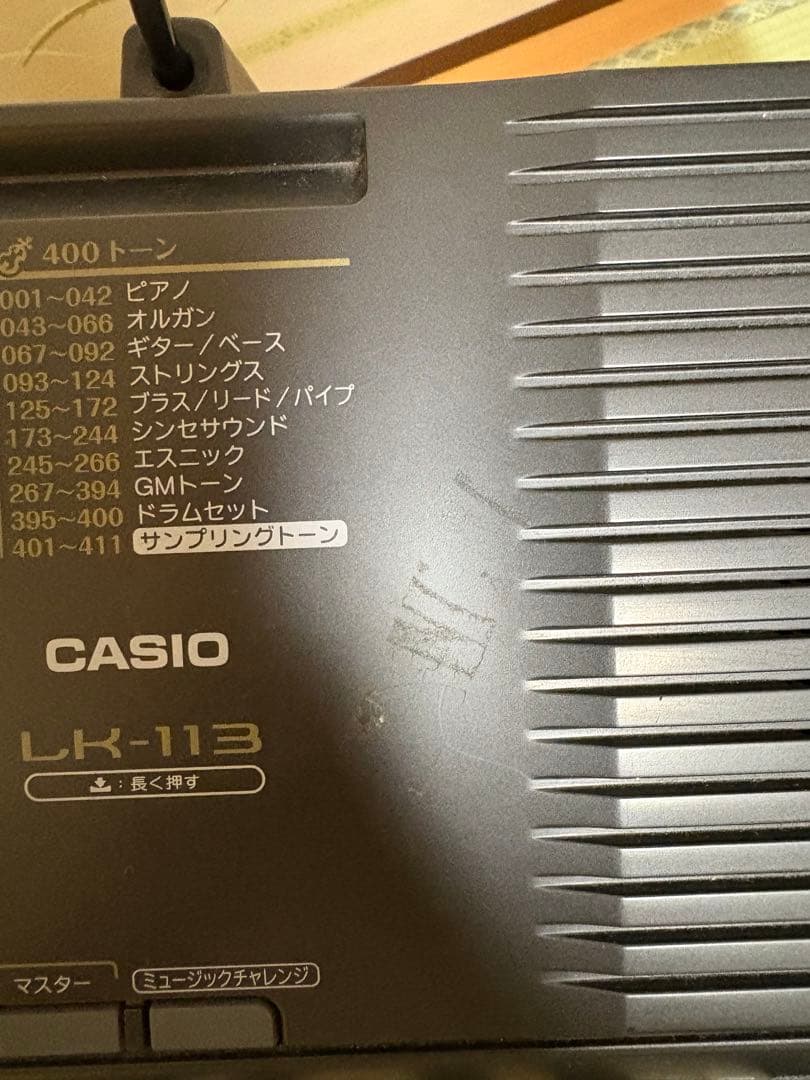 400トーン
001～042 ピアノ
043～066 オルガン
067～092 ギター/ベース
093～124 ストリングス
125～172 ブラス/リード/パイプ
173～244 シンセサウンド
245～266 エスニック
267～394 GMトーン
395～400 ドラムセット
401～411 サンプリングトーン
CASIO
LK-113
:長く押す
マスター
ミュージックチャレンジ